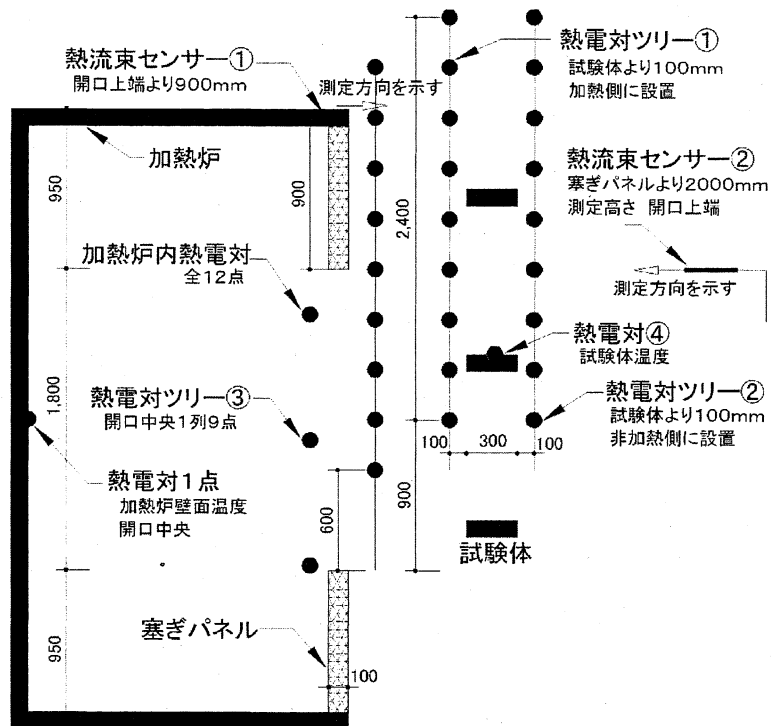 熱流束センサー①
開口上端より900mm
測定方向を示す
熱電対ツリー①
試験体より100mm
加熱側に設置
加熱炉
950
900
2,400
熱流束センサー②
塞ぎパネルより2000mm
測定高さ 開口上端
測定方向を示す
加熱炉内熱電対
全12点
熱電対④
試験体温度
1,800
熱電対ツリー③
開口中央1列9点
熱電対ツリー②
試験体より100mm
非加熱側に設置
100
300
100
熱電対1点
加熱炉壁面温度
開口中央
600
900
試験体
塞ぎパネル
950
100